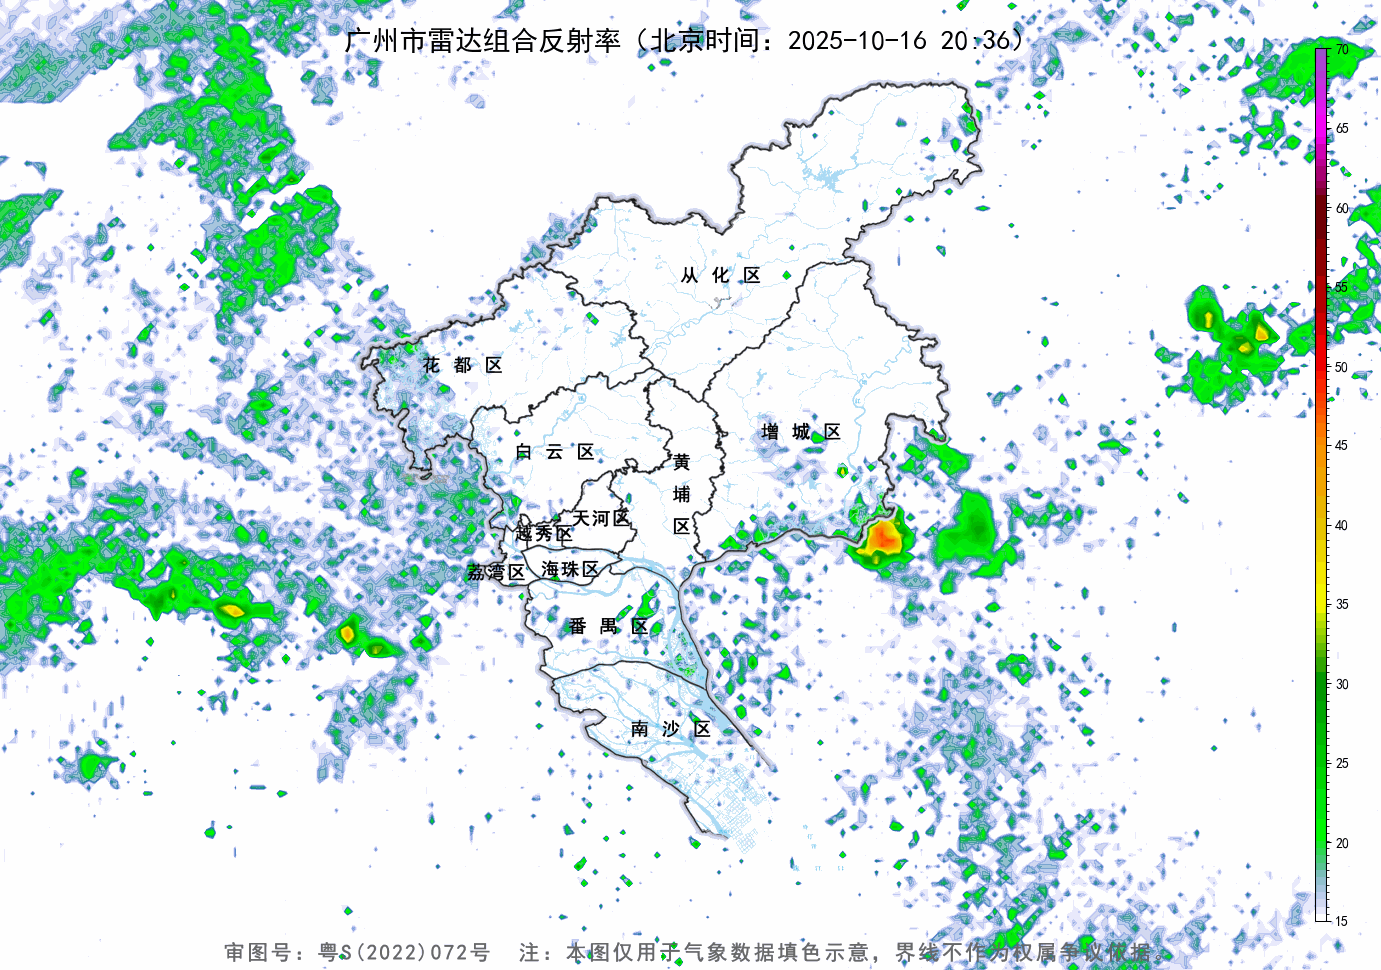 广州市雷达组合反射率（北京时间：2025-10-16 20:36）
70
65
60
55
50
45
40
35
30
25
20
15
从化区
花都区
增城区
白云区
黄埔区
天河区
越秀区
荔湾区
海珠区
番禺区
南沙区
审图号：粤S(2022)072号 注：本图仅用于气象数据填色示意，界线不作为权属争议依据。